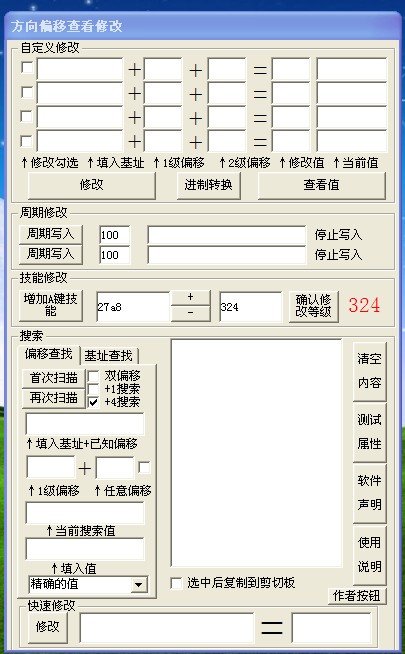 方向偏移查看修改
自定义修改
+ + =
+ + =
+ + =
+ + =
↑修改勾选 ↑填入基址 ↑1级偏移 ↑2级偏移 ↑修改值 ↑当前值
修改 进制转换 查看值
周期修改
周期写入 100 停止写入
周期写入 100 停止写入
技能修改
增加A键技能 27a8 + - 324 确认修改等级 324
搜索
偏移查找 基址查找
首次扫描 双偏移
+1搜索
再次扫描 +4搜索
↑填入基址+已知偏移
+
↑1级偏移 ↑任意偏移
↑当前搜索值
↑填入值
精确的值
清空
内容
测试
属性
软件
声明
使用
说明
选中后复制到剪切板
作者按钮
快速修改
修改 =